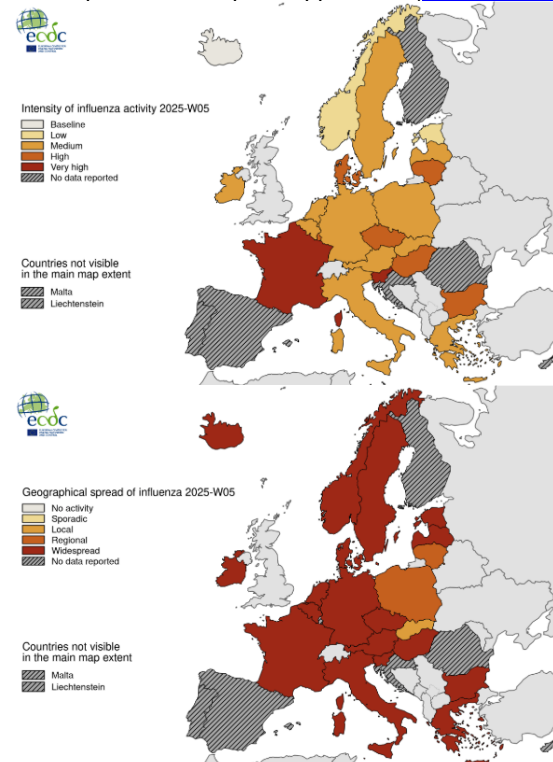 ecdc
Intensity of influenza activity 2025-W05
Baseline
Low
Medium
High
Very high
No data reported
Countries not visible
in the main map extent
Malta
Liechtenstein
ecdc
Geographical spread of influenza 2025-W05
No activity
Sporadic
Local
Regional
Widespread
No data reported
Countries not visible
in the main map extent
Malta
Liechtenstein